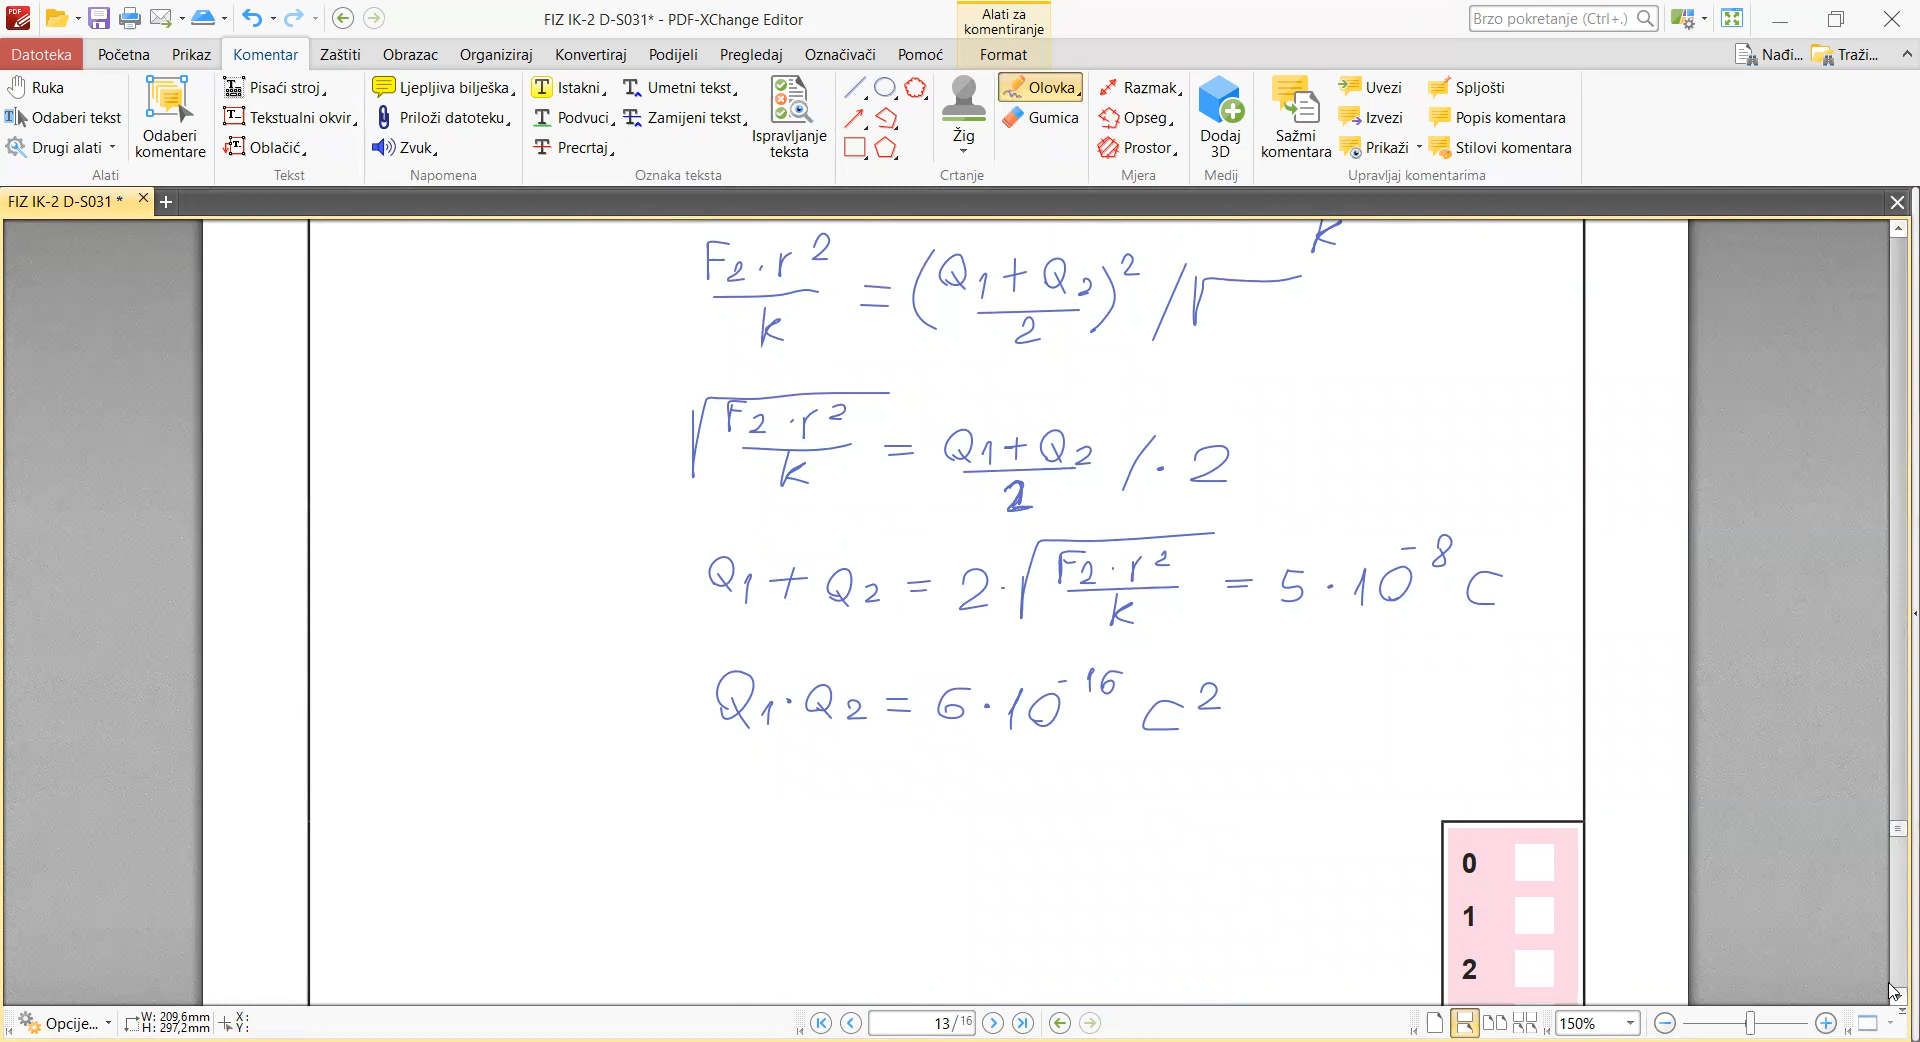 FIZ IK-2 D-S031* - PDF-XChange Editor
Alati za komentiranje
Brzo pokretanje (Ctrl+.)
Datoteka Početna Prikaz Komentar Zaštiti Obrazac Organiziraj Konvertiraj Podijeli Pregledaj Označivači Pomoć Format Nađi... Traži...
Ruka
Odaberi tekst
Drugi alati
Odaberi komentare
Alati
Pisaći stroj
Tekstualni okvir
Oblačić
Tekst
Ljepljiva bilješka
Priloži datoteku
Zvuk
Napomena
Istakni
Podvuci
Precrtaj
Umetni tekst
Zamijeni tekst
Ispravljanje teksta
Oznaka teksta
Crtanje
Žig
Olovka
Gumica
Razmak
Opseg
Prostor
Mjera
Dodaj 3D
Medij
Sažmi komentara
Uvezi
Izvezi
Prikaži
Spljošti
Popis komentara
Stilovi komentara
Upravljaj komentarima
FIZ IK-2 D-S031 *
k
F₂·r²/k = (Q₁+Q₂/2)² /√
√F₂·r²/k = Q₁+Q₂/2 /·2
Q₁+Q₂ = 2·√F₂·r²/k = 5·10⁻⁸ C
Q₁·Q₂ = 6·10⁻¹⁶ C²
0
1
2
Opcije...
W: 209,6mm
H: 297,2mm
X:
Y:
13 / 16
150%